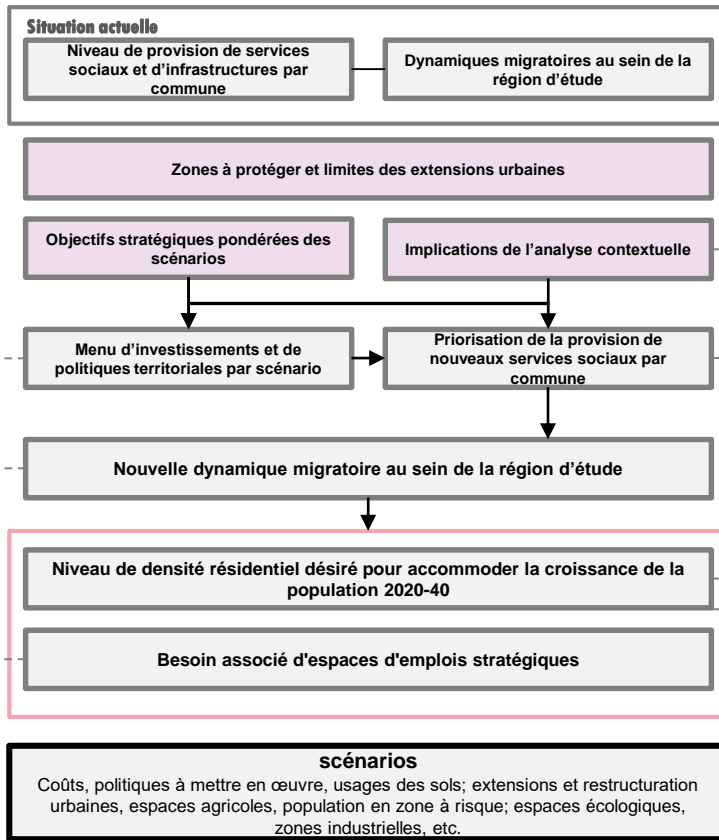 Situation actuelle
Niveau de provision de services
sociaux et d'infrastructures par
commune
Dynamiques migratoires au sein de la
région d'étude
Zones à protéger et limites des extensions urbaines
Objectifs stratégiques pondérées des
scénarios
Implications de l'analyse contextuelle
Menu d'investissements et de
politiques territoriales par scénario
Priorisation de la provision de
nouveaux services sociaux par
commune
Nouvelle dynamique migratoire au sein de la région d'étude
Niveau de densité résidentiel désiré pour accommoder la croissance de la
population 2020-40
Besoin associé d'espaces d'emplois stratégiques
scénarios
Coûts, politiques à mettre en œuvre, usages des sols; extensions et restructuration
urbaines, espaces agricoles, population en zone à risque; espaces écologiques,
zones industrielles, etc.